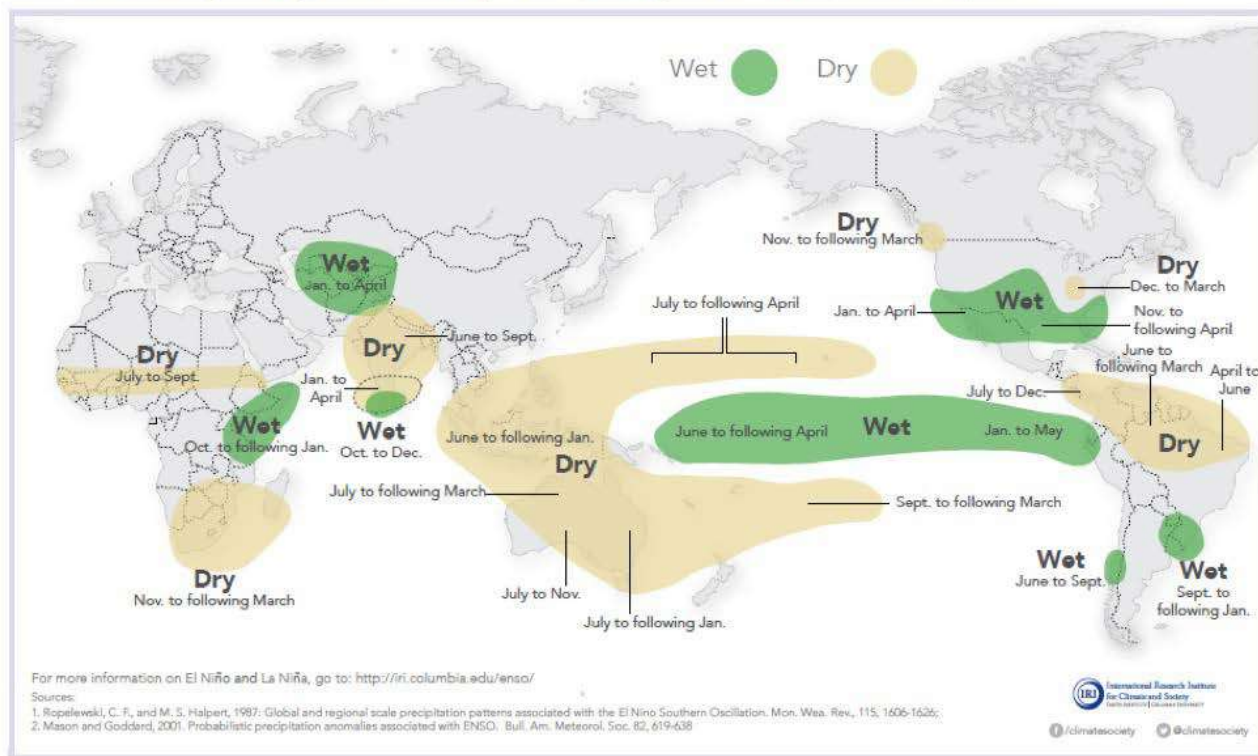 Wet
Dry
Dry
Nov. to following March
Dry
Dec. to March
Wet
Jan. to April
Wet
Jan. to April
Nov. to
following April
July to following April
June to Sept.
Dry
Dry
July to Sept.
Jan. to
April
June to
following March
April to
June
July to Dec.
Wet
Oct. to following Jan.
Wet
Oct. to Dec.
June to following Jan.
Dry
June to following April
Wet
Jan. to May
Dry
July to following March
Sept. to following March
Dry
Nov. to following March
July to Nov.
July to following Jan.
Wet
June to Sept.
Wet
Sept. to
following Jan.
For more information on El Niño and La Niña, go to: http://iri.columbia.edu/enso/
Sources:
1. Ropelewski, C. F., and M. S. Halpert, 1987: Global and regional scale precipitation patterns associated with the El Nino Southern Oscillation. Mon. Wea. Rev., 115, 1606-1626;
2. Mason and Goddard, 2001. Probabilistic precipitation anomalies associated with ENSO. Bull. Am. Meteorol. Soc. 82, 619-638
IRI
International Research Institute
for Climate and Society
EARTH INSTITUTE | COLUMBIA UNIVERSITY
/climatesociety
@climatesociety